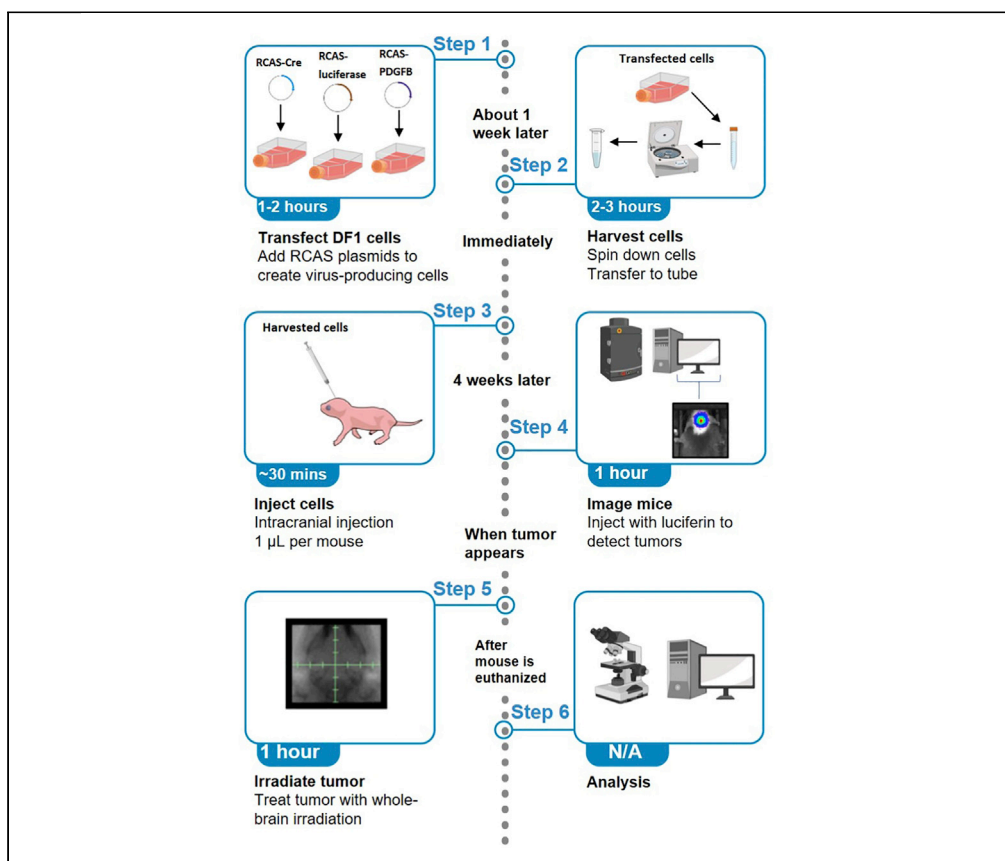 Step 1
RCAS-Cre
RCAS-
luciferase
RCAS-
PDGFB
1-2 hours
Transfect DF1 cells
Add RCAS plasmids to
create virus-producing cells
About 1
week later
Step 2
Transfected cells
2-3 hours
Harvest cells
Spin down cells
Transfer to tube
Immediately
Step 3
Harvested cells
~30 mins
Inject cells
Intracranial injection
1 µL per mouse
4 weeks later
Step 4
1 hour
Image mice
Inject with luciferin to
detect tumors
When tumor
appears
Step 5
1 hour
Irradiate tumor
Treat tumor with whole-
brain irradiation
After
mouse is
euthanized
Step 6
N/A
Analysis